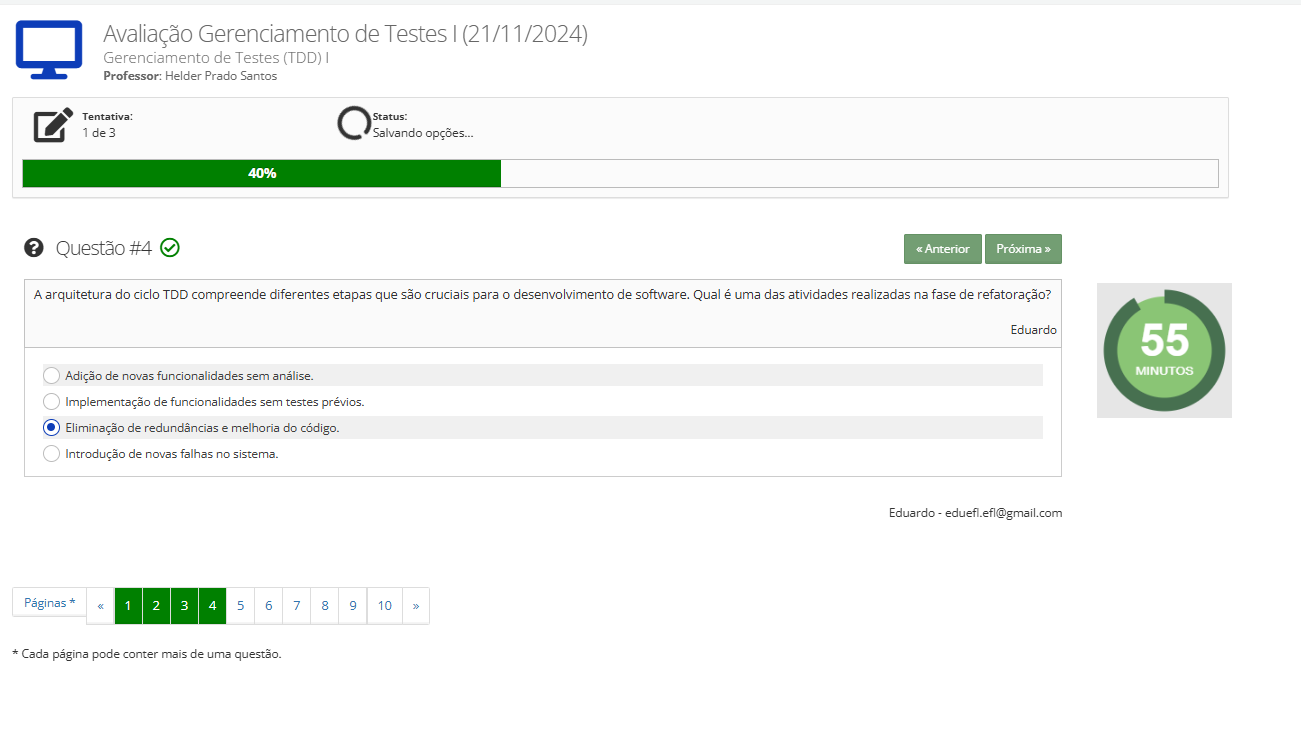 Avaliação Gerenciamento de Testes I (21/11/2024)
Gerenciamento de Testes (TDD) I
Professor: Helder Prado Santos
Tentativa:
1 de 3
Status:
Salvando opções...
40%
Questão #4
« Anterior
Próxima »
A arquitetura do ciclo TDD compreende diferentes etapas que são cruciais para o desenvolvimento de software. Qual é uma das atividades realizadas na fase de refatoração?
Eduardo
55
MINUTOS
Adição de novas funcionalidades sem análise.
Implementação de funcionalidades sem testes prévios.
Eliminação de redundâncias e melhoria do código.
Introdução de novas falhas no sistema.
Eduardo - eduefl.efl@gmail.com
Páginas * « 1 2 3 4 5 6 7 8 9 10 »
* Cada página pode conter mais de uma questão.